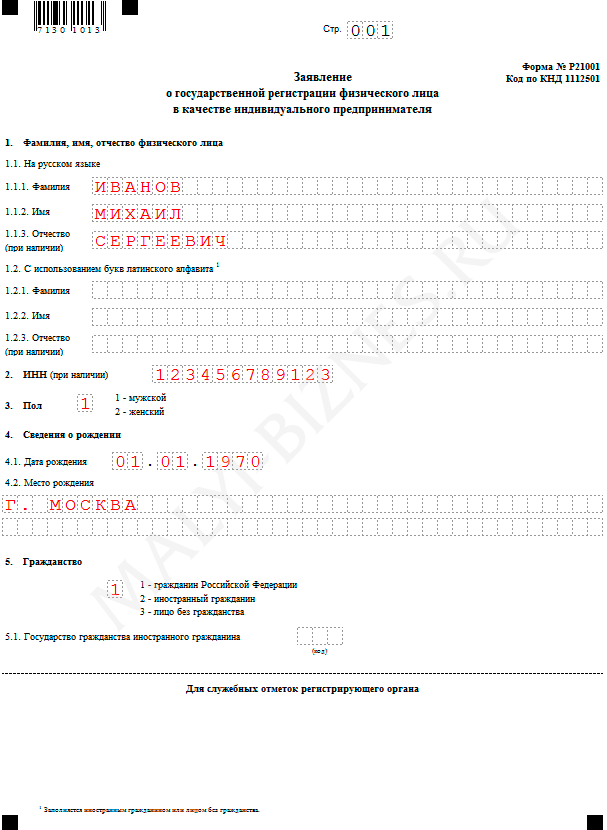 7130 1013
Стр. 001
Форма № Р21001
Код по КНД 1112501
Заявление
о государственной регистрации физического лица
в качестве индивидуального предпринимателя
1. Фамилия, имя, отчество физического лица
1.1. На русском языке
1.1.1. Фамилия ИВАНОВ
1.1.2. Имя МИХАИЛ
1.1.3. Отчество СЕРГЕЕВИЧ
(при наличии)
1.2. С использованием букв латинского алфавита 1
1.2.1. Фамилия
1.2.2. Имя
1.2.3. Отчество
(при наличии)
2. ИНН (при наличии) 123456789123
3. Пол 1 1 - мужской
2 - женский
4. Сведения о рождении
4.1. Дата рождения 01.01.1970
4.2. Место рождения
Г. МОСКВА
5. Гражданство
1 1 - гражданин Российской Федерации
2 - иностранный гражданин
3 - лицо без гражданства
5.1. Государство гражданства иностранного гражданина
(код)
Для служебных отметок регистрирующего органа
1 Заполняется иностранным гражданином или лицом без гражданства.
MALYI-BIZNES.RU